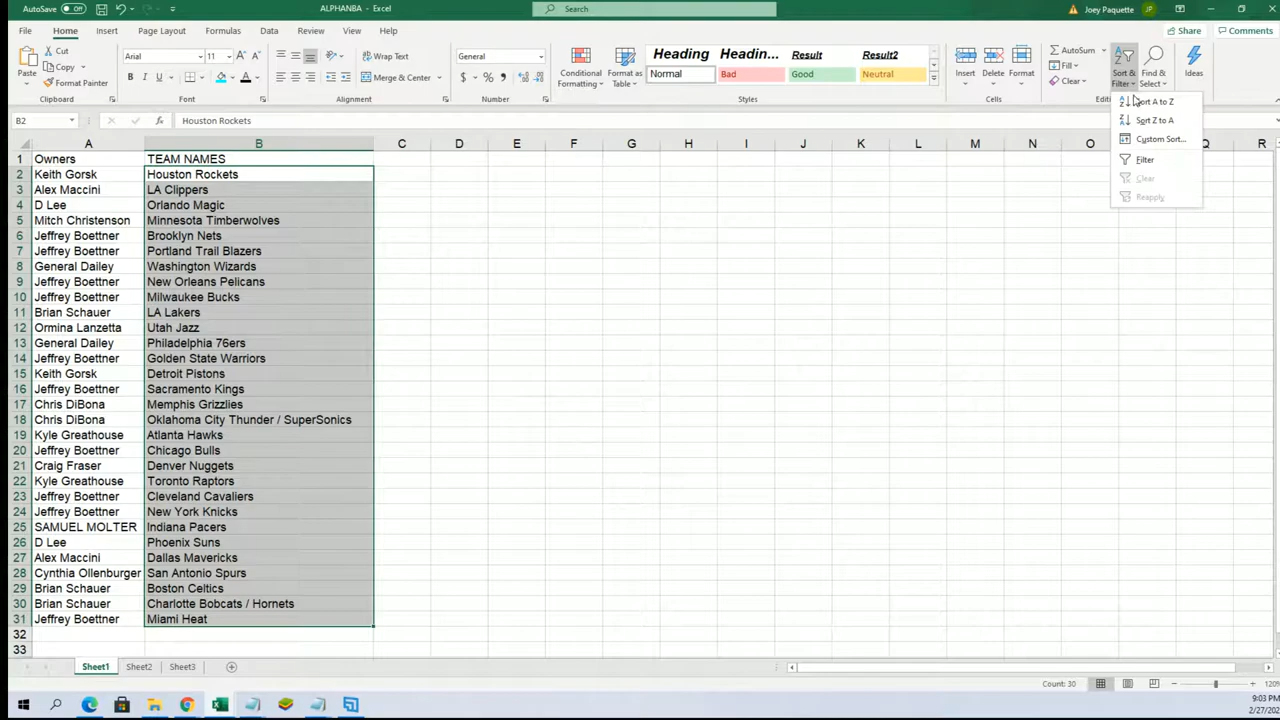 AutoSave Off ALPHANBA - Excel Search Joey Paquette JP
File Home Insert Page Layout Formulas Data Review View Help Share Comments
Cut
Copy
Format Painter
Paste
Clipboard
Arial 11
B I U
Font
Wrap Text
Merge & Center
Alignment
General
$ % 9
Number
Conditional Formatting
Format as Table
Heading Headin... Result Result2
Normal Bad Good Neutral
Styles
Insert Delete Format
Cells
AutoSum
Fill
Clear
Sort & Filter
Find & Select
Ideas
Sort A to Z
Sort Z to A
Custom Sort...
Filter
Clear
Reapply
B2 fx Houston Rockets
A B C D E F G H I J K L M N O Q R
1 Owners TEAM NAMES
2 Keith Gorsk Houston Rockets
3 Alex Maccini LA Clippers
4 D Lee Orlando Magic
5 Mitch Christenson Minnesota Timberwolves
6 Jeffrey Boettner Brooklyn Nets
7 Jeffrey Boettner Portland Trail Blazers
8 General Dailey Washington Wizards
9 Jeffrey Boettner New Orleans Pelicans
10 Jeffrey Boettner Milwaukee Bucks
11 Brian Schauer LA Lakers
12 Ormina Lanzetta Utah Jazz
13 General Dailey Philadelphia 76ers
14 Jeffrey Boettner Golden State Warriors
15 Keith Gorsk Detroit Pistons
16 Jeffrey Boettner Sacramento Kings
17 Chris DiBona Memphis Grizzlies
18 Chris DiBona Oklahoma City Thunder / SuperSonics
19 Kyle Greathouse Atlanta Hawks
20 Jeffrey Boettner Chicago Bulls
21 Craig Fraser Denver Nuggets
22 Kyle Greathouse Toronto Raptors
23 Jeffrey Boettner Cleveland Cavaliers
24 Jeffrey Boettner New York Knicks
25 SAMUEL MOLTER Indiana Pacers
26 D Lee Phoenix Suns
27 Alex Maccini Dallas Mavericks
28 Cynthia Ollenburger San Antonio Spurs
29 Brian Schauer Boston Celtics
30 Brian Schauer Charlotte Bobcats / Hornets
31 Jeffrey Boettner Miami Heat
32
33
Sheet1 Sheet2 Sheet3
Count: 30 120%
9:03 PM